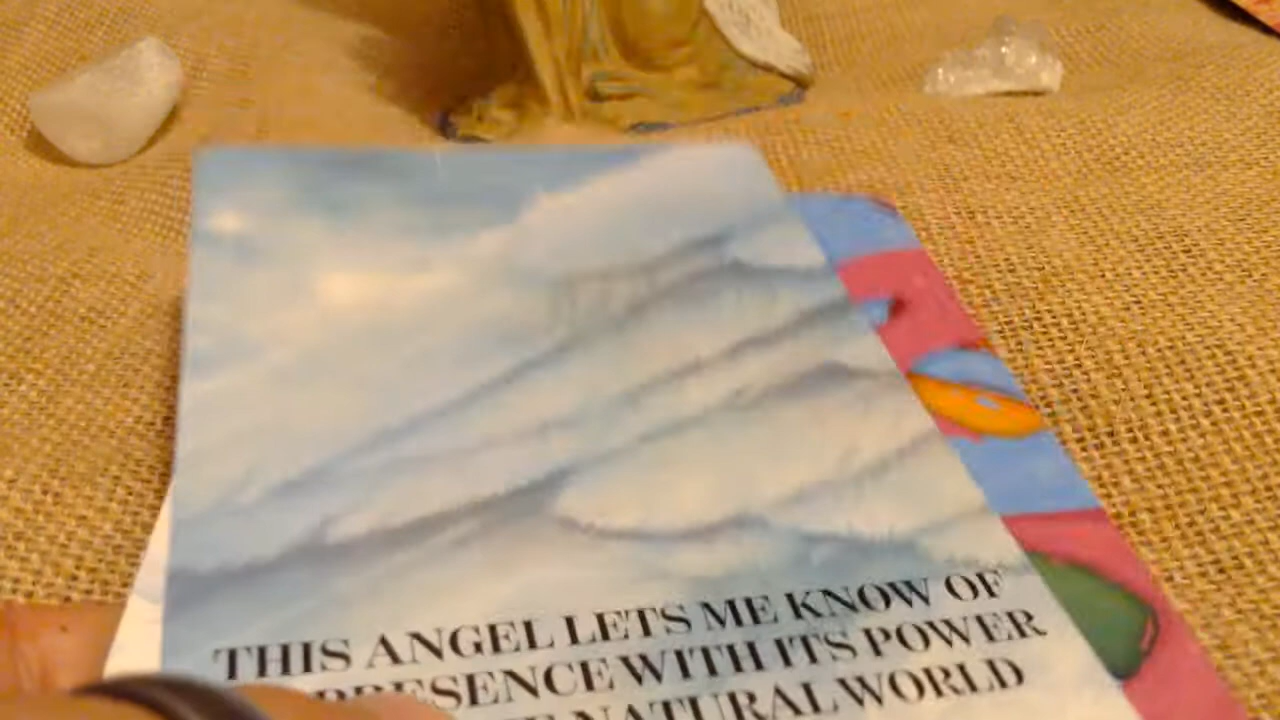 THIS ANGEL LETS ME KNOW OF
PRESENCE WITH ITS POWER
NATURAL WORLD